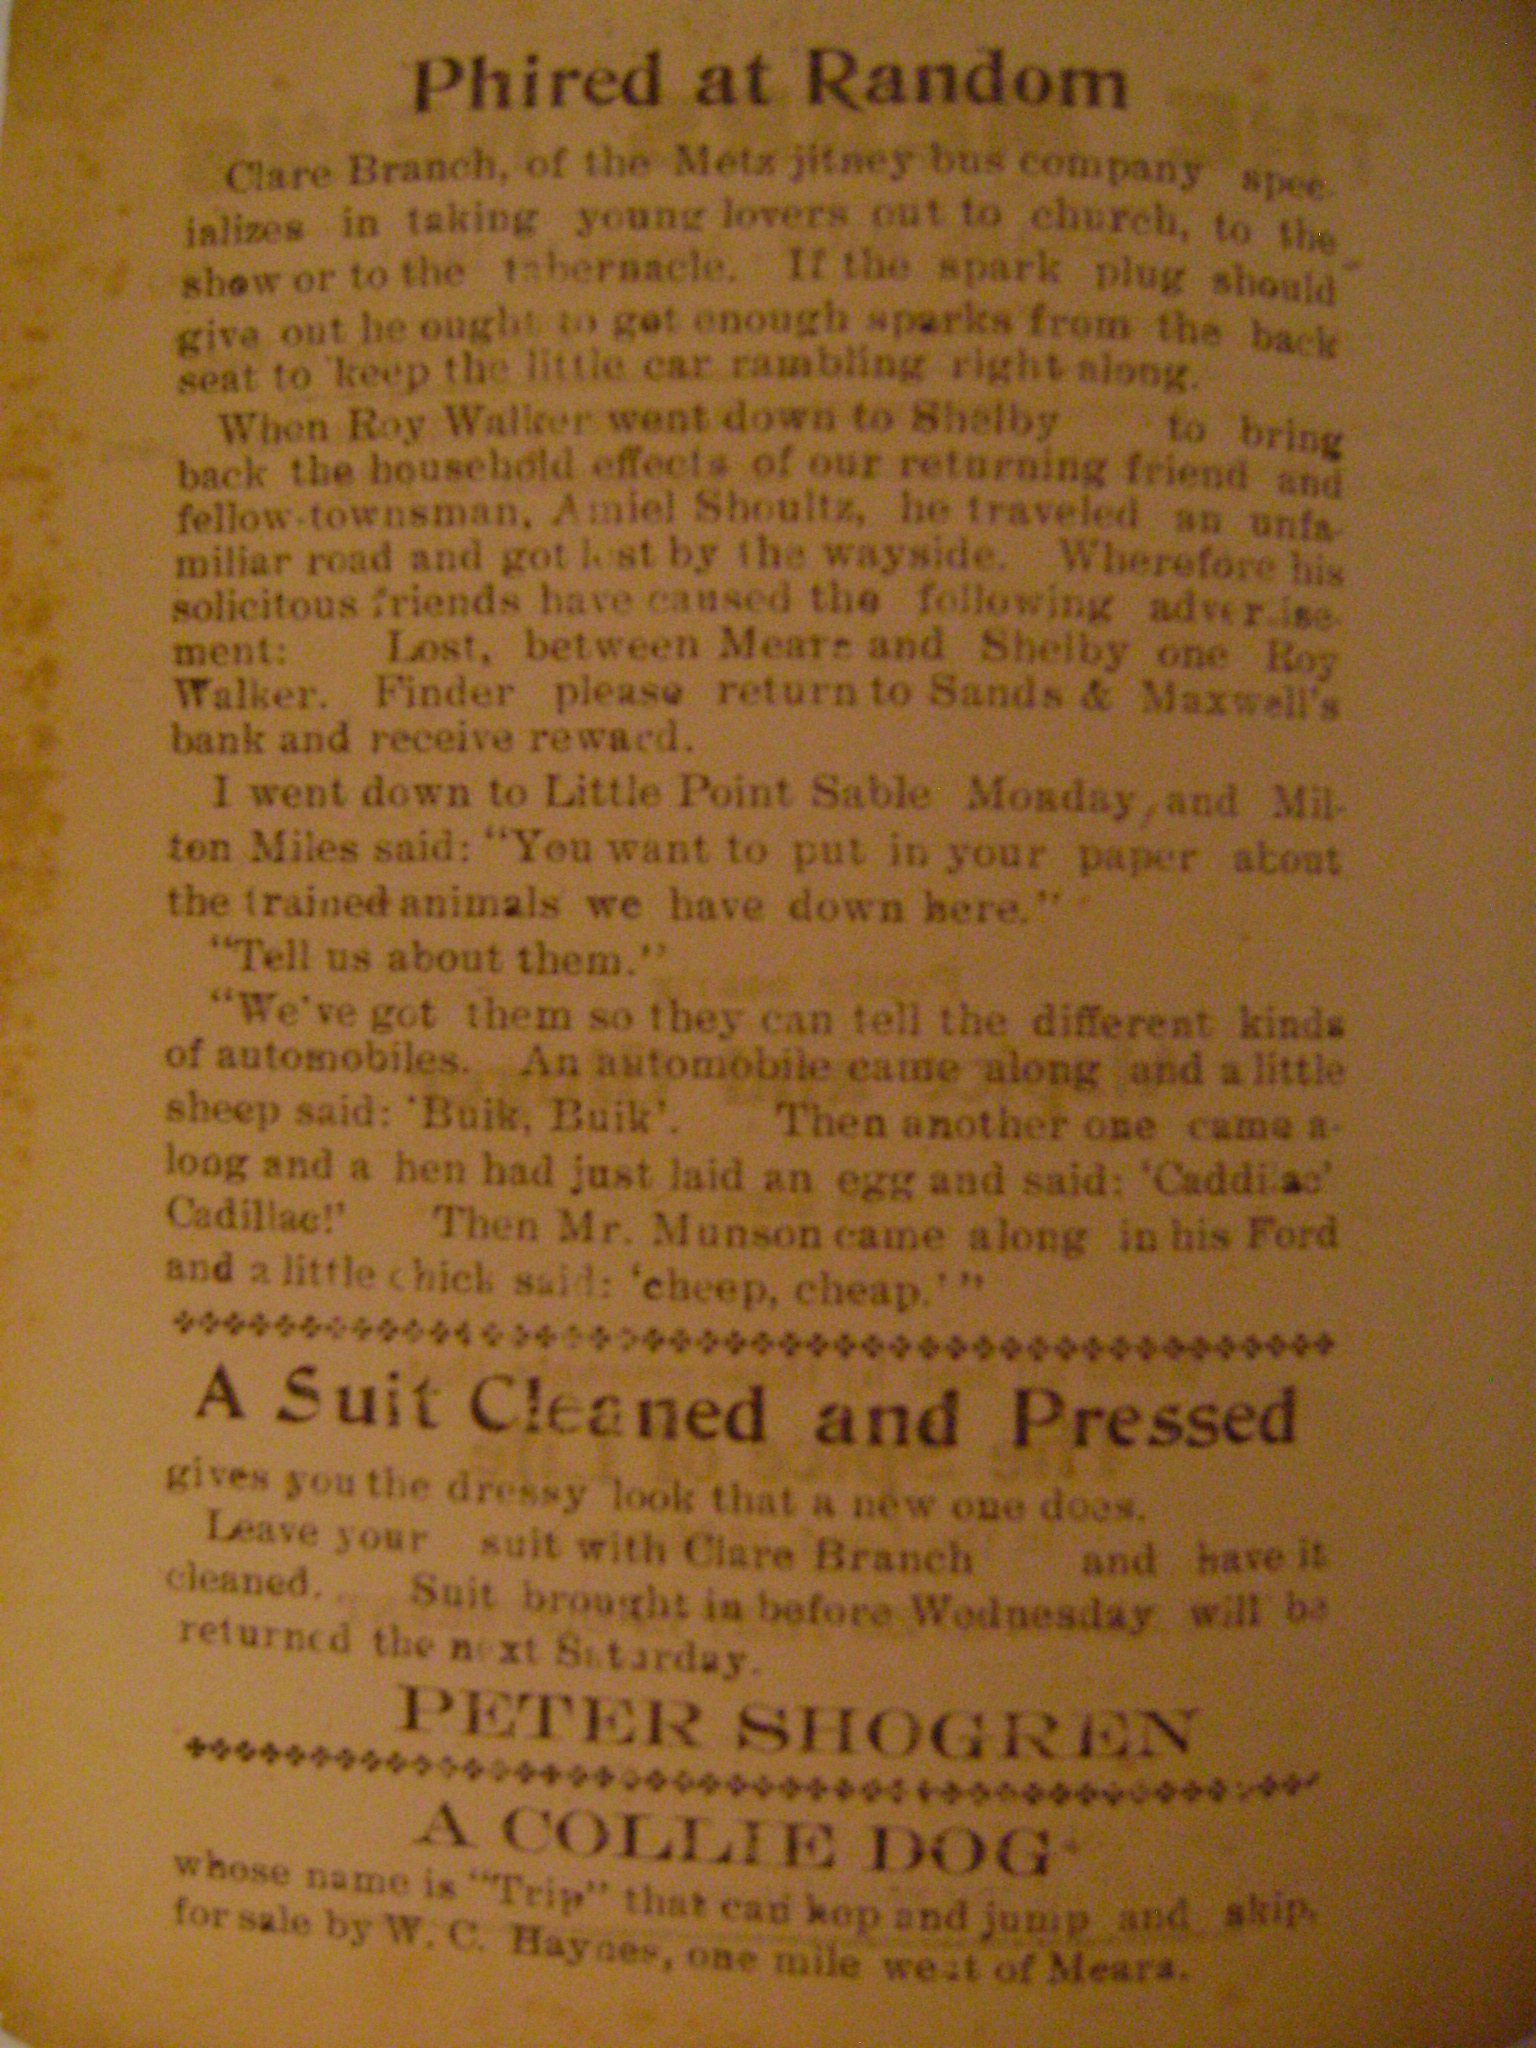 Phired at Random
Clare Branch, of the Metz jitney bus company spec-
ializes in taking young lovers out to church, to the
show or to the tabernacle. If the spark plug should
give out he ought to get enough sparks from the back
seat to keep the little car rambling right along.
When Roy Walker went down to Shelby to bring
back the household effects of our returning friend and
fellow-townsman, Amiel Shoultz, he traveled an unfa-
miliar road and got lost by the wayside. Wherefore his
solicitous friends have caused the following advertise-
ment: Lost, between Mears and Shelby one Roy
Walker. Finder please return to Sands & Maxwell's
bank and receive reward.
I went down to Little Point Sable Monday, and Mil-
ton Miles said: "You want to put in your paper about
the trained animals we have down here."
"Tell us about them."
"We've got them so they can tell the different kinds
of automobiles. An automobile came along and a little
sheep said: 'Buik, Buik'. Then another one came a-
long and a hen had just laid an egg and said: 'Caddilac'
Cadillac!' Then Mr. Munson came along in his Ford
and a little chick said: 'cheep, cheap.' "
A Suit Cleaned and Pressed
gives you the dressy look that a new one does.
Leave your suit with Clare Branch and have it
cleaned. Suit brought in before Wednesday will be
returned the next Saturday.
PETER SHOGREN
A COLLIE DOG
whose name is "Trip" that can hop and jump and skip,
for sale by W. C. Haynes, one mile west of Mears.